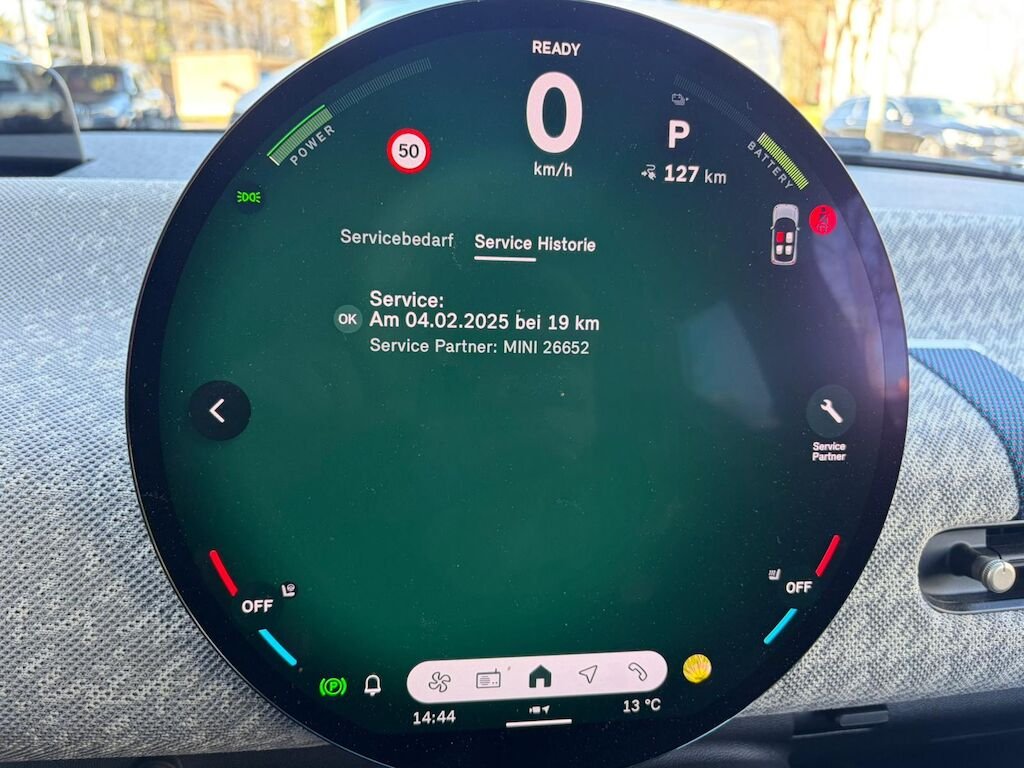 READY
0
km/h
POWER
50
P
127 km
BATTERY
Servicebedarf
Service Historie
Service:
OK
Am 04.02.2025 bei 19 km
Service Partner: MINI 26652
Service
Partner
OFF
OFF
P
14:44
13 °C